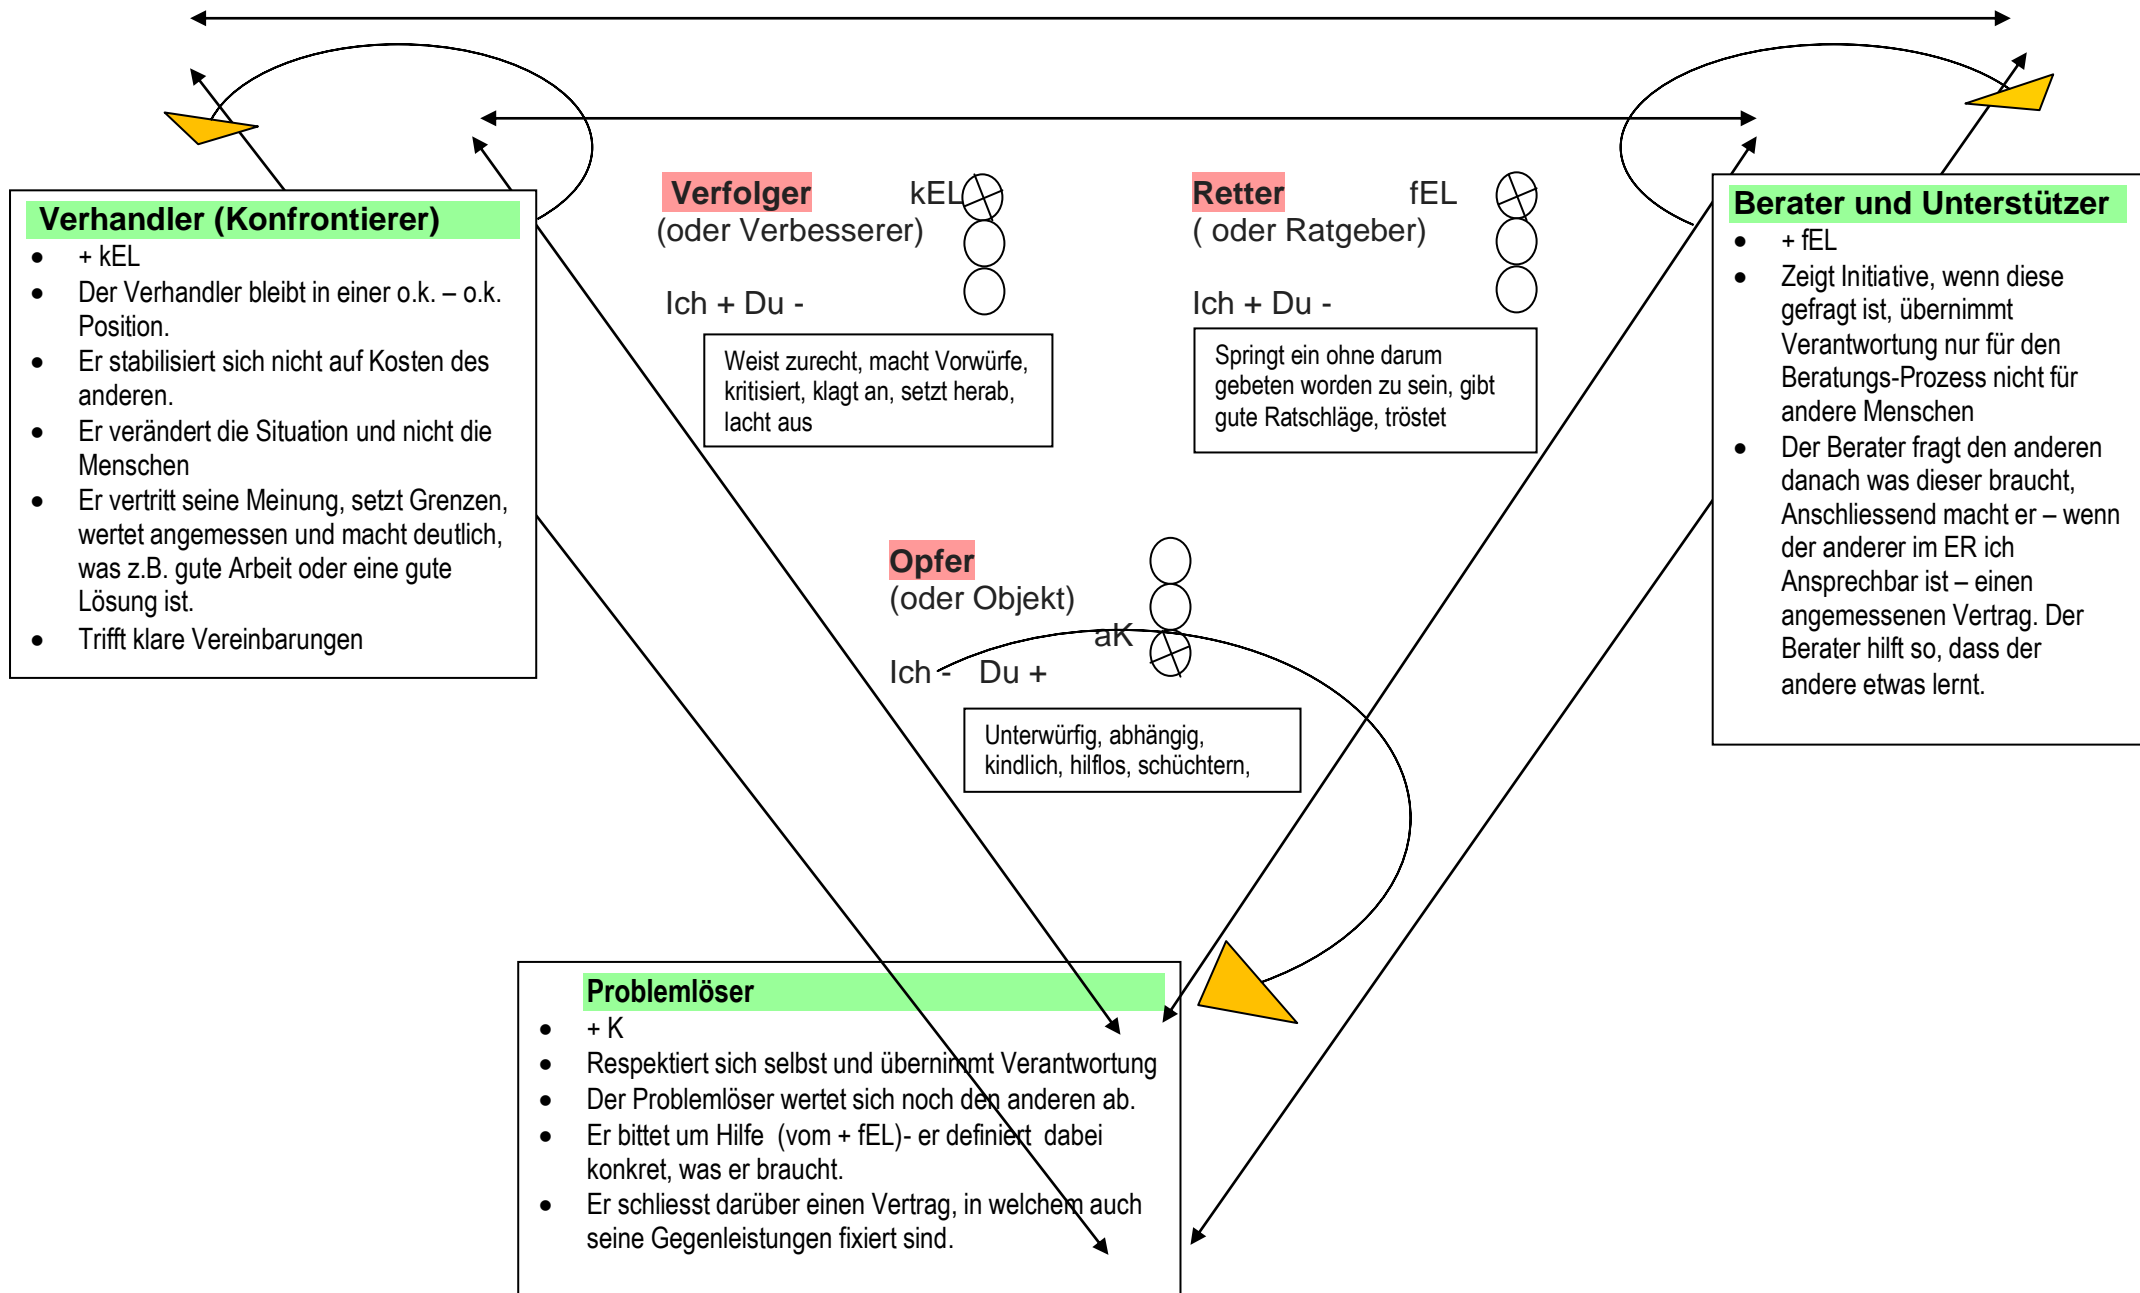 Verhandler (Konfrontierer)
• + kEL
• Der Verhandler bleibt in einer o.k. – o.k.
Position.
• Er stabilisiert sich nicht auf Kosten des
anderen.
• Er verändert die Situation und nicht die
Menschen
• Er vertritt seine Meinung, setzt Grenzen,
wertet angemessen und macht deutlich,
was z.B. gute Arbeit oder eine gute
Lösung ist.
• Trifft klare Vereinbarungen
Verfolger kEL
(oder Verbesserer)
Ich + Du -
Weist zurecht, macht Vorwürfe,
kritisiert, klagt an, setzt herab,
lacht aus
Retter fEL
( oder Ratgeber)
Ich + Du -
Springt ein ohne darum
gebeten worden zu sein, gibt
gute Ratschläge, tröstet
Berater und Unterstützer
• + fEL
• Zeigt Initiative, wenn diese
gefragt ist, übernimmt
Verantwortung nur für den
Beratungs-Prozess nicht für
andere Menschen
• Der Berater fragt den anderen
danach was dieser braucht,
Anschliessend macht er – wenn
der anderer im ER ich
Ansprechbar ist – einen
angemessenen Vertrag. Der
Berater hilft so, dass der
andere etwas lernt.
Opfer
(oder Objekt)
aK
Ich - Du +
Unterwürfig, abhängig,
kindlich, hilflos, schüchtern,
Problemlöser
• + K
• Respektiert sich selbst und übernimmt Verantwortung
• Der Problemlöser wertet sich noch den anderen ab.
• Er bittet um Hilfe (vom + fEL)- er definiert dabei
konkret, was er braucht.
• Er schliesst darüber einen Vertrag, in welchem auch
seine Gegenleistungen fixiert sind.